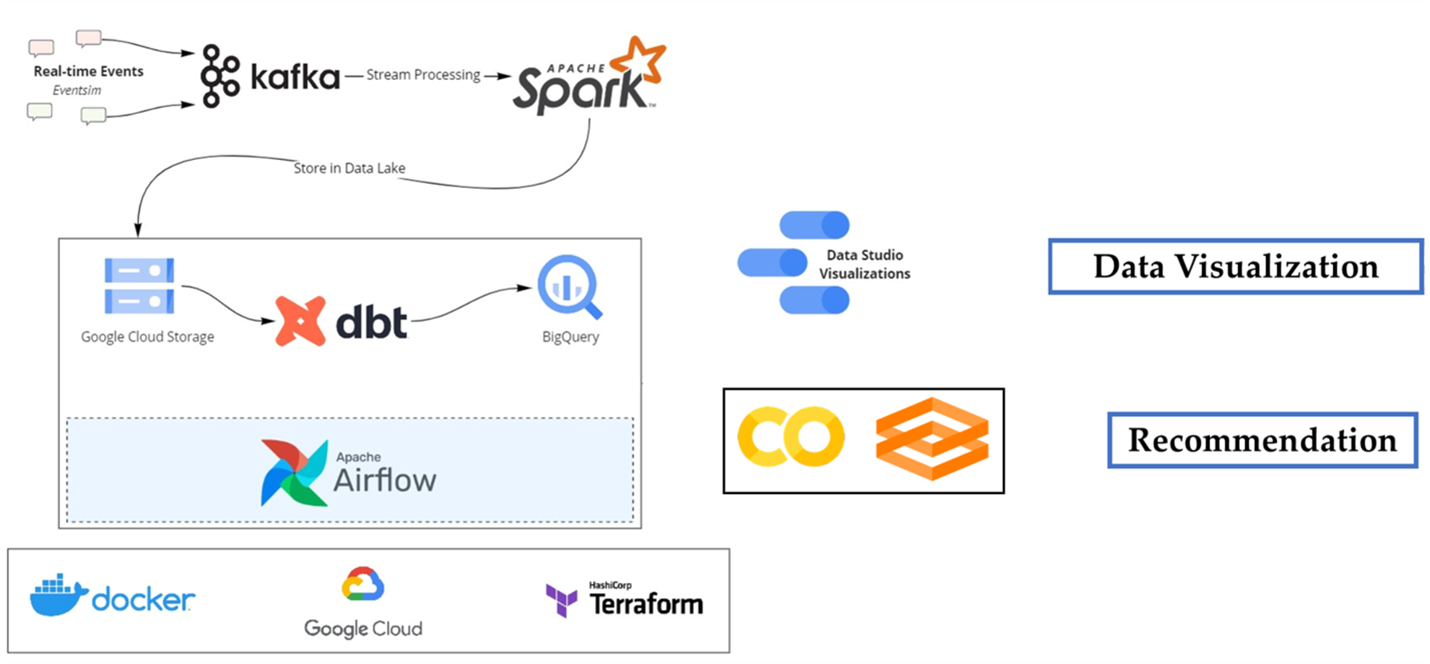 Real-time Events
Eventsim
kafka
Stream Processing
APACHE
Spark™
Store in Data Lake
Google Cloud Storage
dbt
BigQuery
Data Studio
Visualizations
Data Visualization
Apache
Airflow
CO
Recommendation
docker
Google Cloud
HashiCorp
Terraform